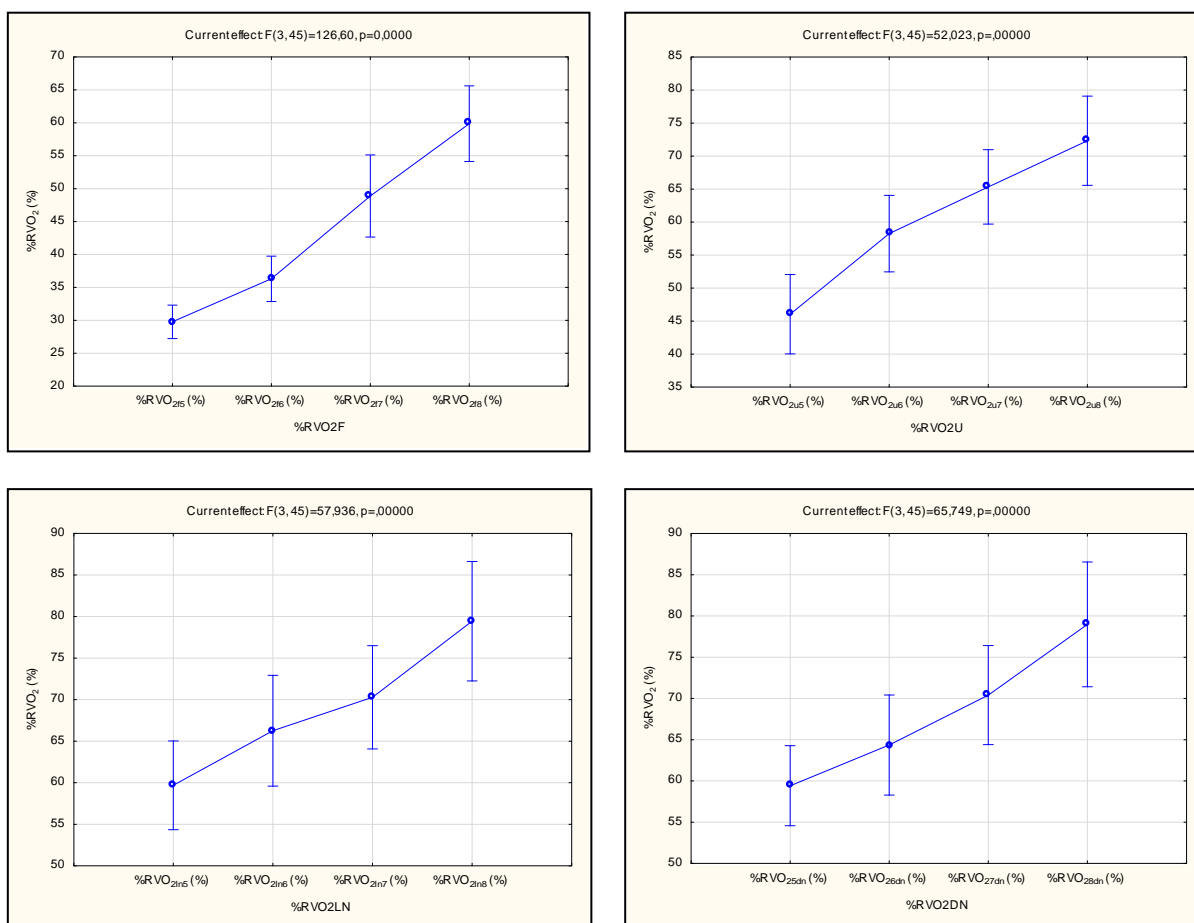 Current effect: F(3, 45)=126,60, p=0,0000
70
65
60
55
50
45
40
35
30
25
20
%RVO₂ (%)
%RVO₂f5 (%) %RVO₂f6 (%) %RVO₂f7 (%) %RVO₂f8 (%)
%RVO2F
Current effect: F(3, 45)=52,023, p=,00000
85
80
75
70
65
60
55
50
45
40
35
%RVO₂ (%)
%RVO₂u5 (%) %RVO₂u6 (%) %RVO₂u7 (%) %RVO₂u8 (%)
%RVO2U
Current effect: F(3, 45)=57,936, p=,00000
90
85
80
75
70
65
60
55
50
%RVO₂ (%)
%RVO₂ln5 (%) %RVO₂ln6 (%) %RVO₂ln7 (%) %RVO₂ln8 (%)
%RVO2LN
Current effect: F(3, 45)=65,749, p=,00000
90
85
80
75
70
65
60
55
50
%RVO₂ (%)
%RVO₂5dn (%) %RVO₂6dn (%) %RVO₂7dn (%) %RVO₂8dn (%)
%RVO2DN